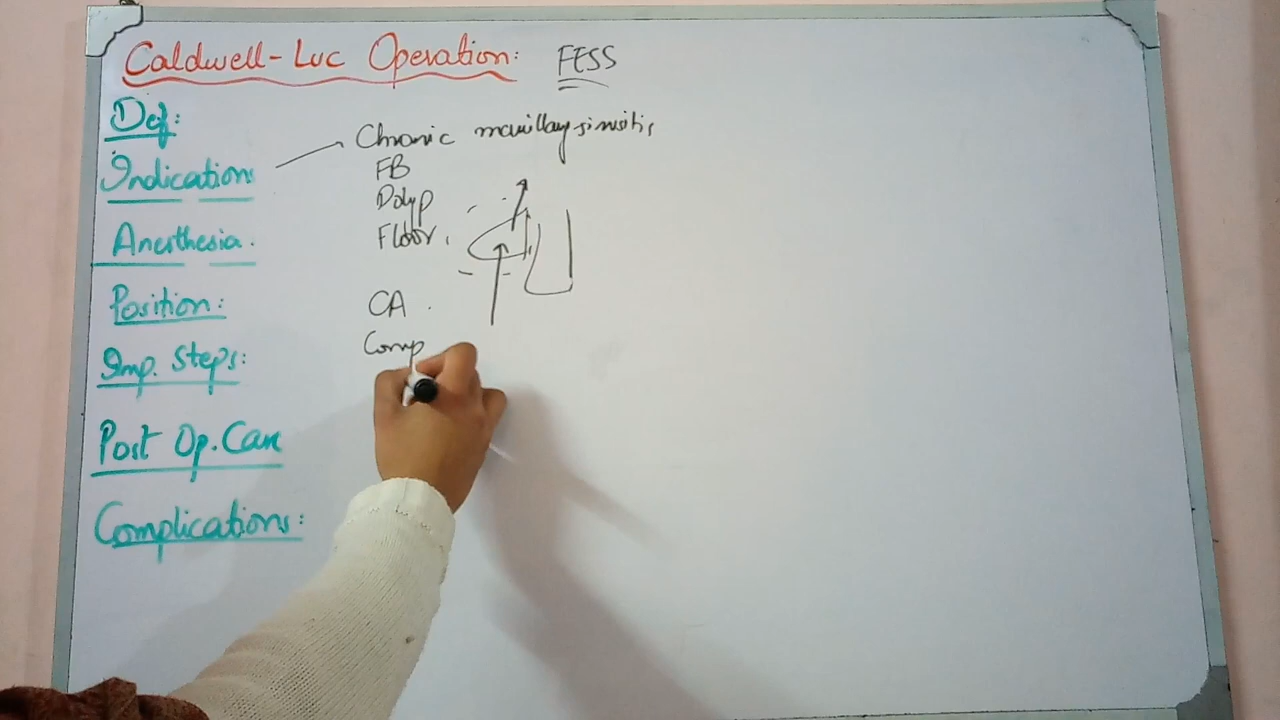 Caldwell-Luc Operation: FESS
Def:
Indications
Chronic maxillary sinusitis
FB
Polyp
Floor.
Anesthesia.
Position:
CA.
Comp
Imp. Steps:
Post Op. Care
Complications: